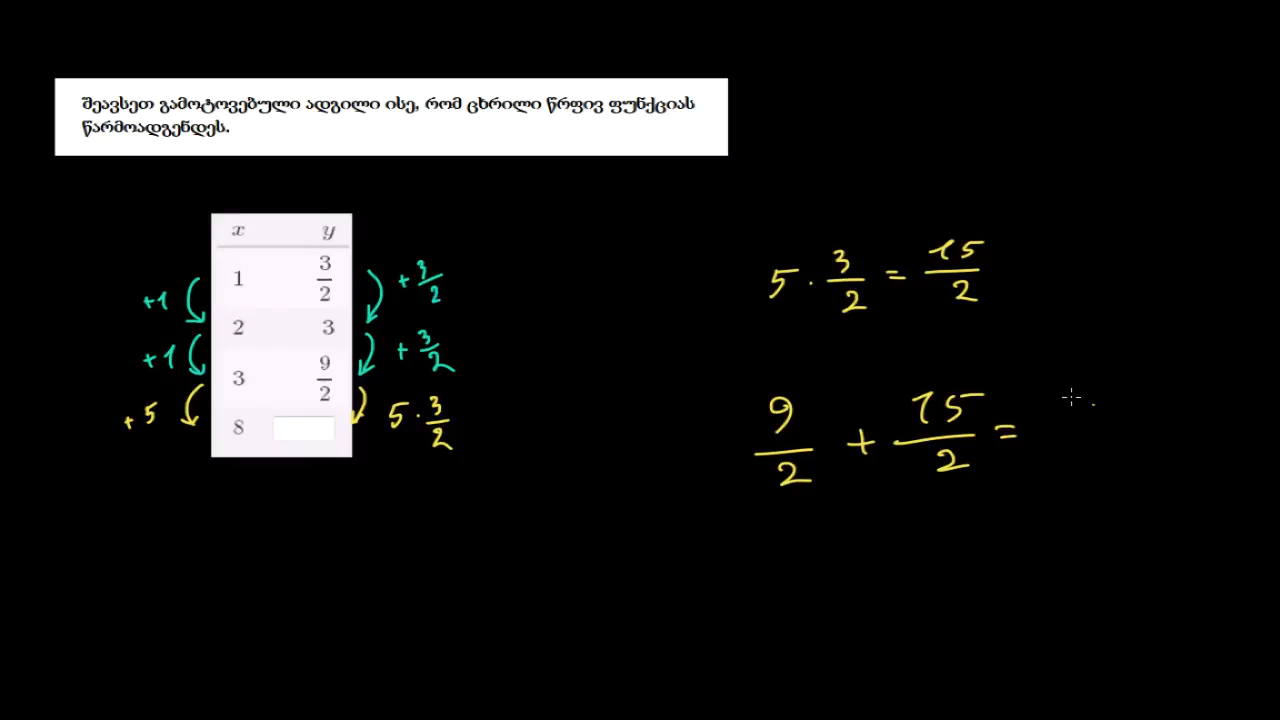 შეავსეთ გამოტოვებული ადგილი ისე, რომ ცხრილი წრფივ ფუნქციას
წარმოადგენდეს.
x y
1 3/2
2 3
3 9/2
8
+1
+1
+5
+ 3/2
+ 3/2
5 · 3/2
5 · 3/2 = 15/2
9/2 + 15/2 =